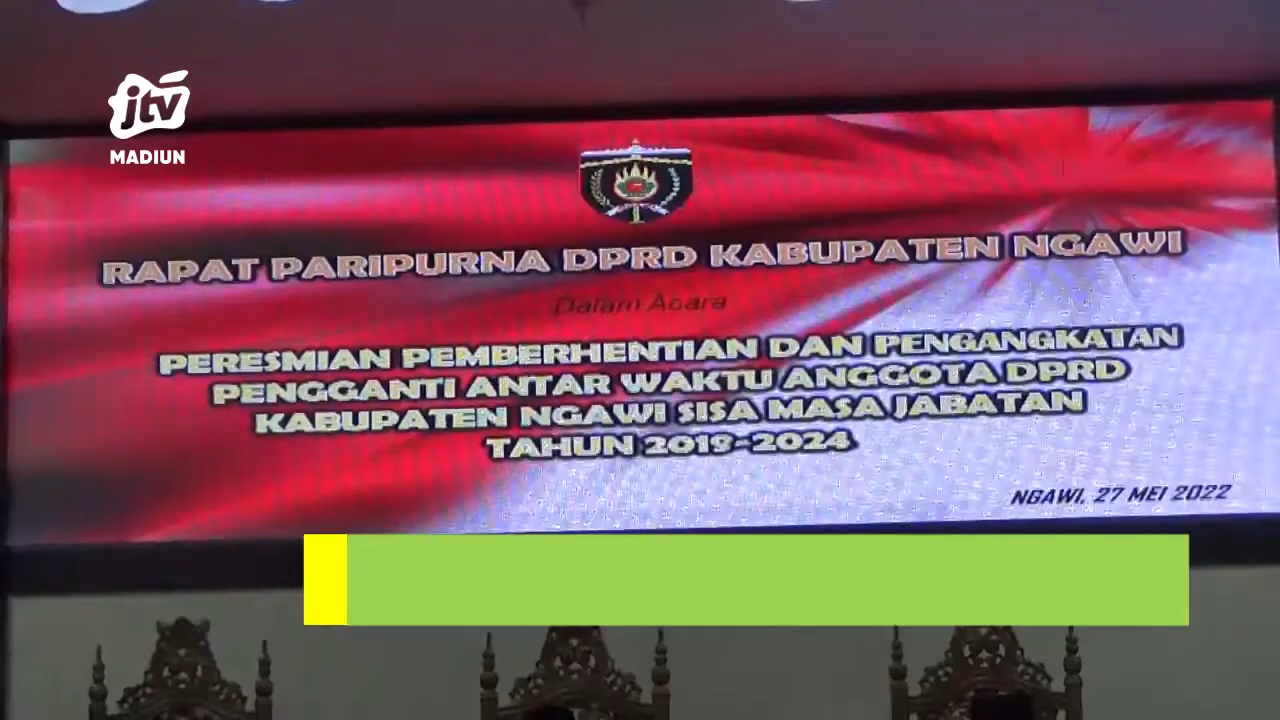 jtv
MADIUN
RAPAT PARIPURNA DPRD KABUPATEN NGAWI
Dalam Acara
PERESMIAN PEMBERHENTIAN DAN PENGANGKATAN
PENGGANTI ANTAR WAKTU ANGGOTA DPRD
KABUPATEN NGAWI SISA MASA JABATAN
TAHUN 2019-2024
NGAWI, 27 MEI 2022